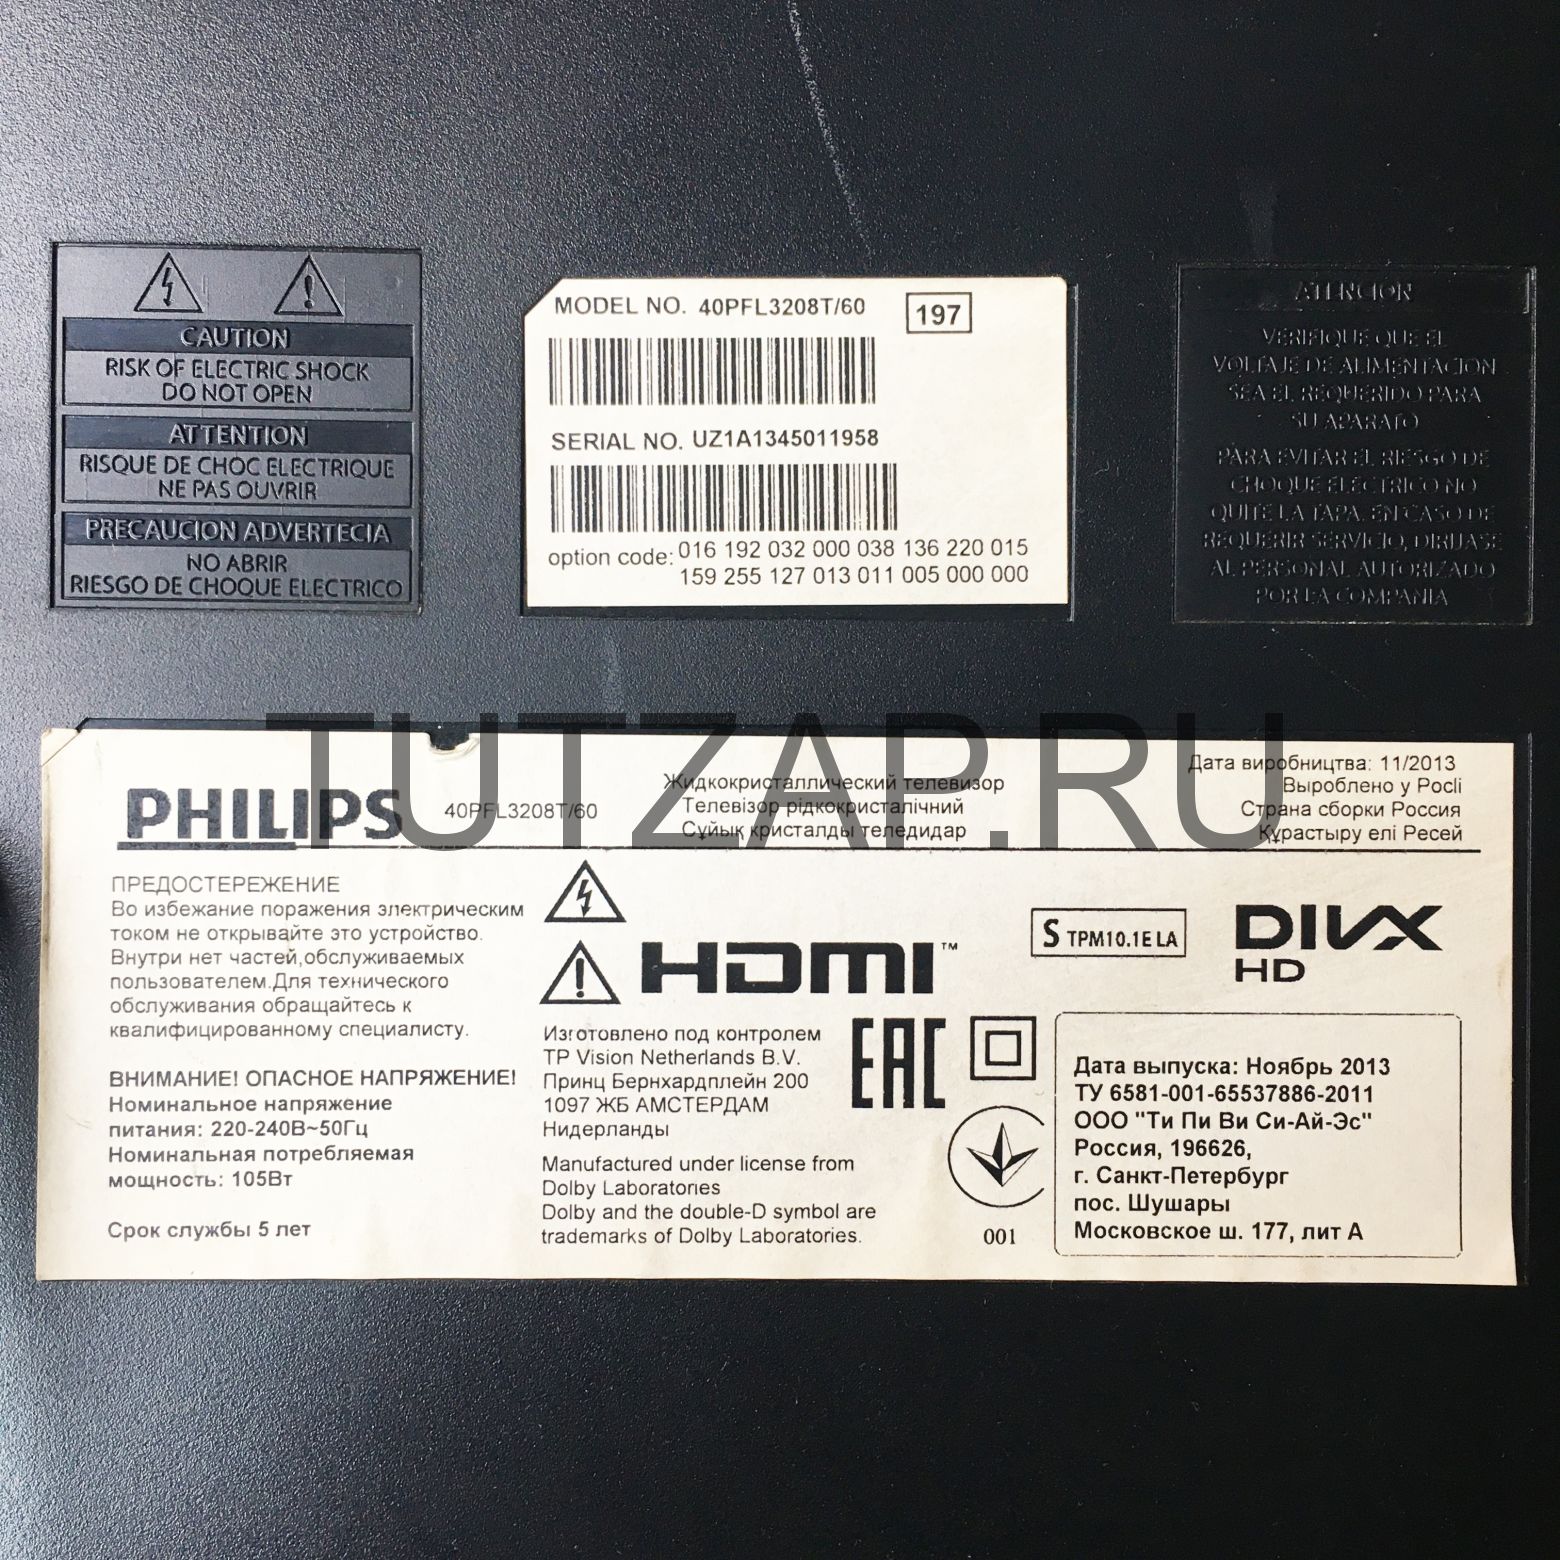 CAUTION
RISK OF ELECTRIC SHOCK
DO NOT OPEN
ATTENTION
RISQUE DE CHOC ELECTRIQUE
NE PAS OUVRIR
PRECAUCION ADVERTECIA
NO ABRIR
RIESGO DE CHOQUE ELECTRICO
MODEL NO. 40PFL3208T/60
197
SERIAL NO. UZ1A1345011958
option code: 016 192 032 000 038 136 220 015
159 255 127 013 011 005 000 000
ATENCION
VERIFIQUE QUE EL
VOLTAJE DE ALIMENTACION
SEA EL REQUERIDO PARA
SU APARATO
PARA EVITAR EL RIESGO DE
CHOQUE ELECTRICO NO
QUITE LA TAPA. EN CASO DE
REQUERIR SERVICIO, DIRIJASE
AL PERSONAL AUTORIZADO
POR LA COMPANIA
TUTZAP.RU
PHILIPS
40PFL3208T/60
Жидкокристаллический телевизор
Телевізор рідкокристалічний
Сұйық кристалды теледидар
Дата виробництва: 11/2013
Выроблено у Росіі
Страна сборки Россия
Құрастыру елі Ресей
ПРЕДОСТЕРЕЖЕНИЕ
Во избежание поражения электрическим
током не открывайте это устройство.
Внутри нет частей,обслуживаемых
пользователем.Для технического
обслуживания обращайтесь к
квалифицированному специалисту.
ВНИМАНИЕ! ОПАСНОЕ НАПРЯЖЕНИЕ!
Номинальное напряжение
питания: 220-240В~50Гц
Номинальная потребляемая
мощность: 105Вт
Срок службы 5 лет
HDMI™
Изготовлено под контролем
TP Vision Netherlands B.V.
Принц Бернхардплейн 200
1097 ЖБ АМСТЕРДАМ
Нидерланды
Manufactured under license from
Dolby Laboratories
Dolby and the double-D symbol are
trademarks of Dolby Laboratories.
EAC
001
S TPM10.1E LA
DIVX
HD
Дата выпуска: Ноябрь 2013
ТУ 6581-001-65537886-2011
ООО "Ти Пи Ви Си-Ай-Эс"
Россия, 196626,
г. Санкт-Петербург
пос. Шушары
Московское ш. 177, лит А